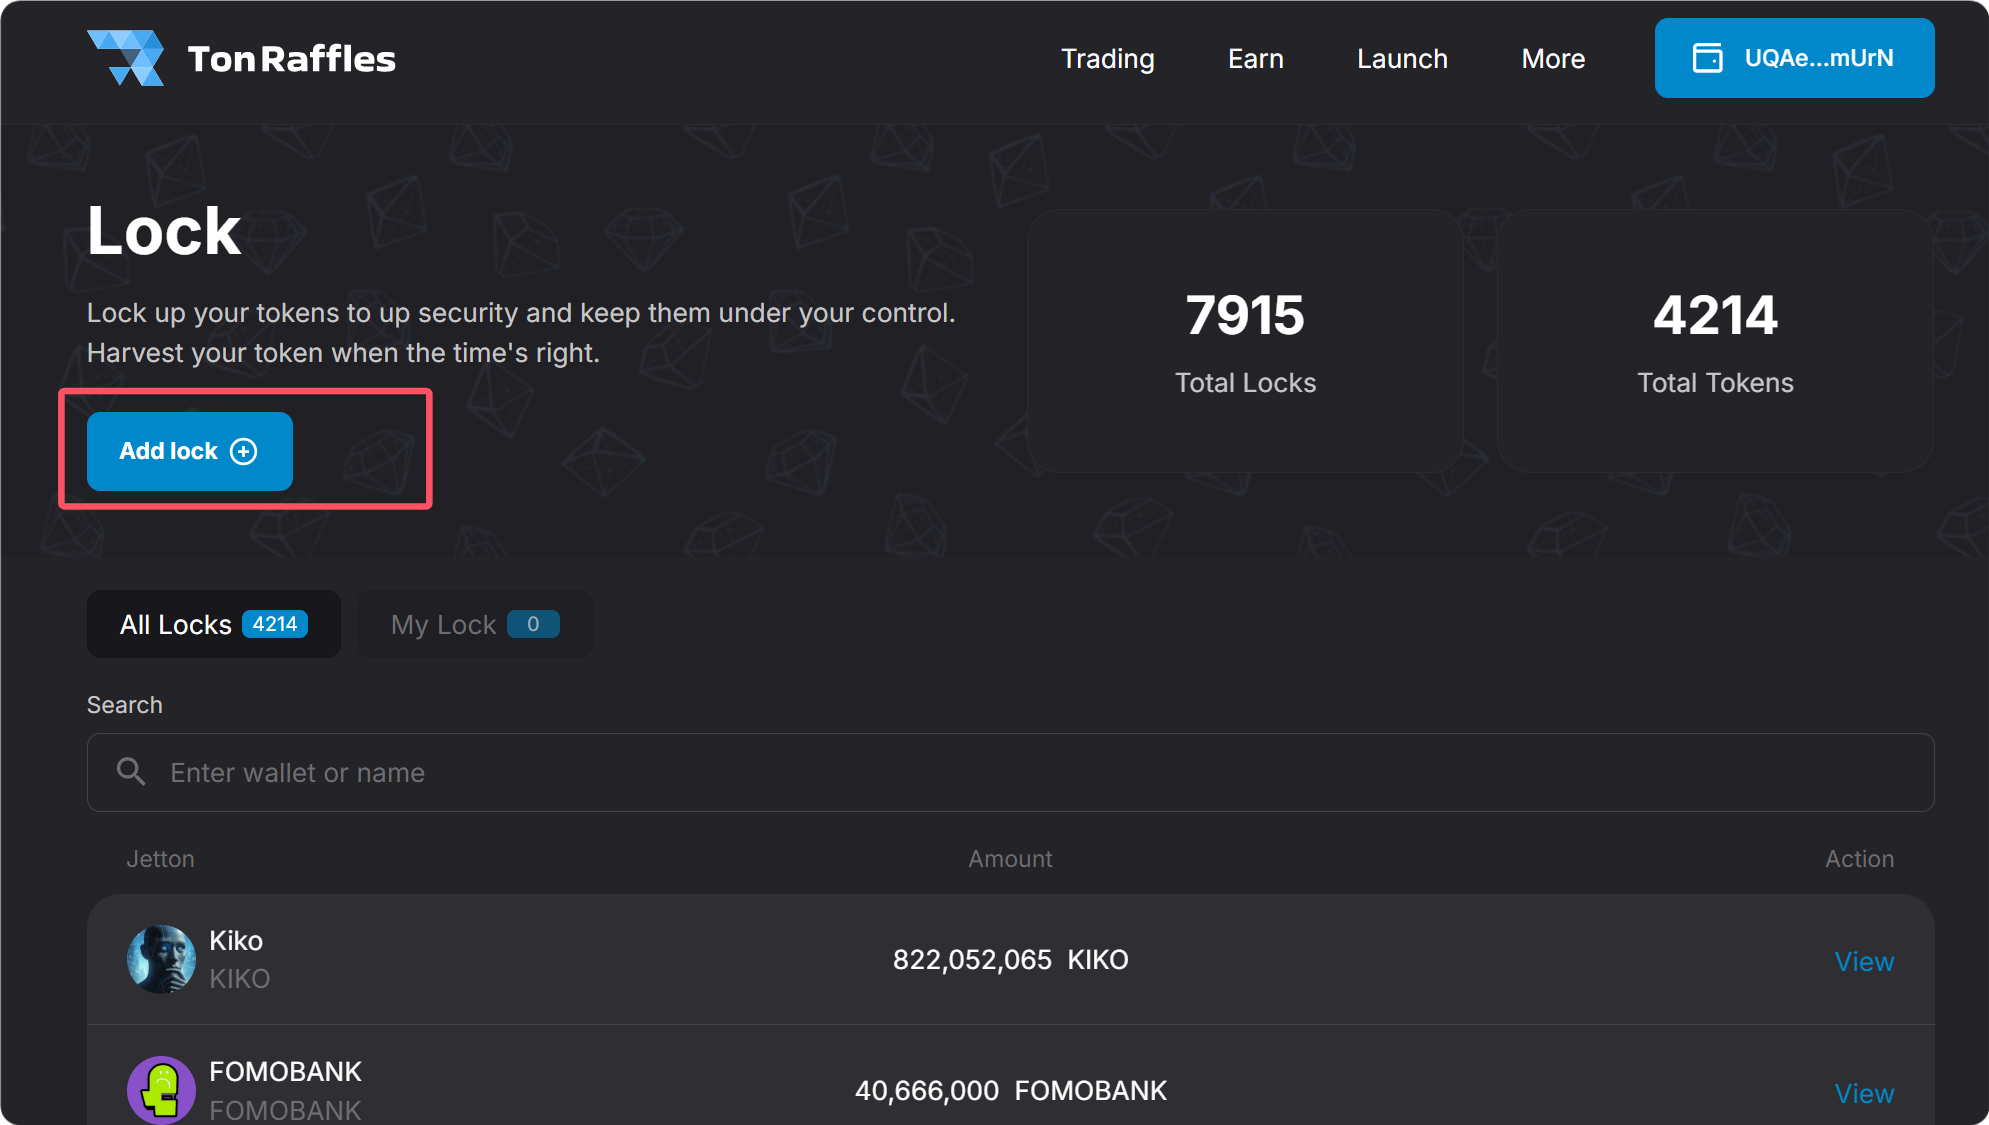 TonRaffles
Trading
Earn
Launch
More
UQAe...mUrN
Lock
Lock up your tokens to up security and keep them under your control.
Harvest your token when the time's right.
Add lock
7915
Total Locks
4214
Total Tokens
All Locks 4214
My Lock 0
Search
Enter wallet or name
Jetton
Amount
Action
Kiko
KIKO
822,052,065 KIKO
View
FOMOBANK
FOMOBANK
40,666,000 FOMOBANK
View